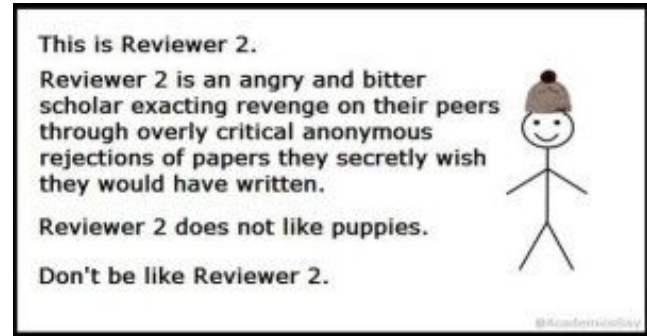 This is Reviewer 2.
Reviewer 2 is an angry and bitter
scholar exacting revenge on their peers
through overly critical anonymous
rejections of papers they secretly wish
they would have written.
Reviewer 2 does not like puppies.
Don't be like Reviewer 2.
@AcademicsSay